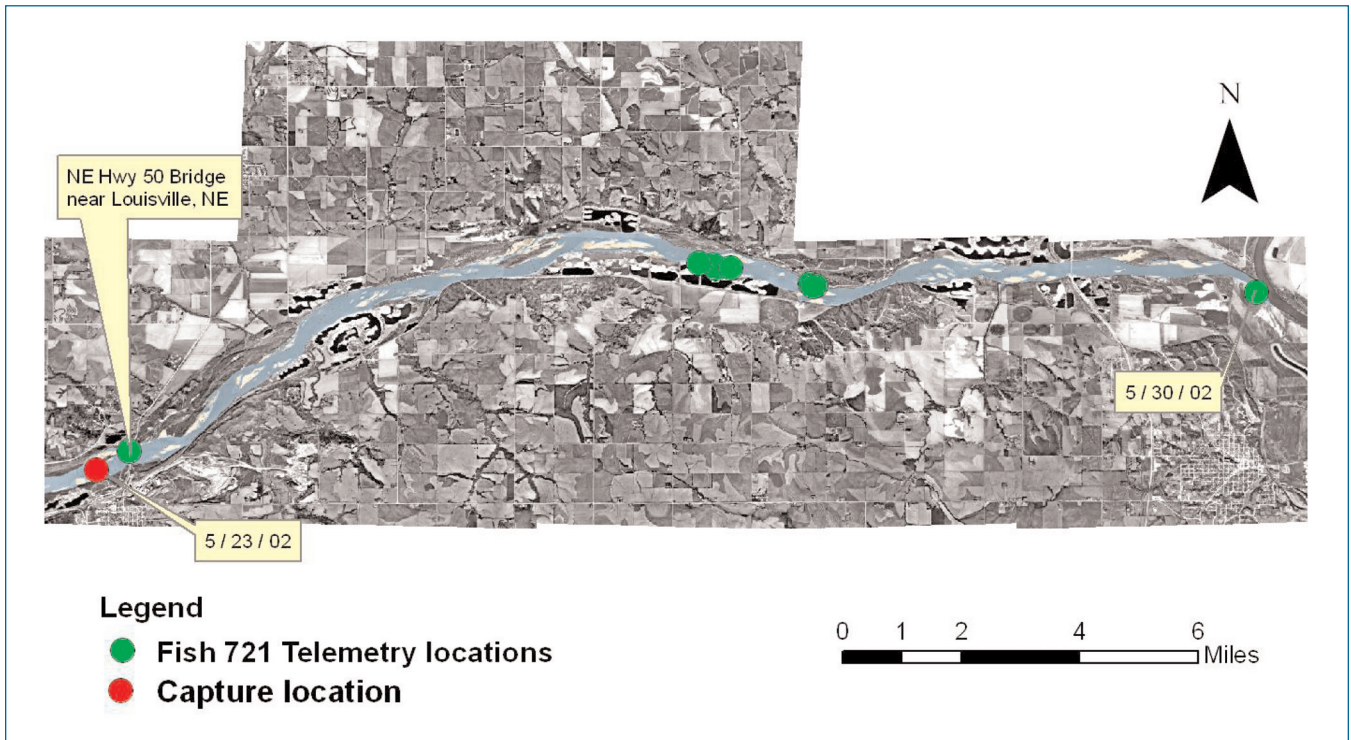 N
NE Hwy 50 Bridge
near Louisville, NE
5 / 30 / 02
5 / 23 / 02
Legend
Fish 721 Telemetry locations
Capture location
0 1 2 4 6
Miles